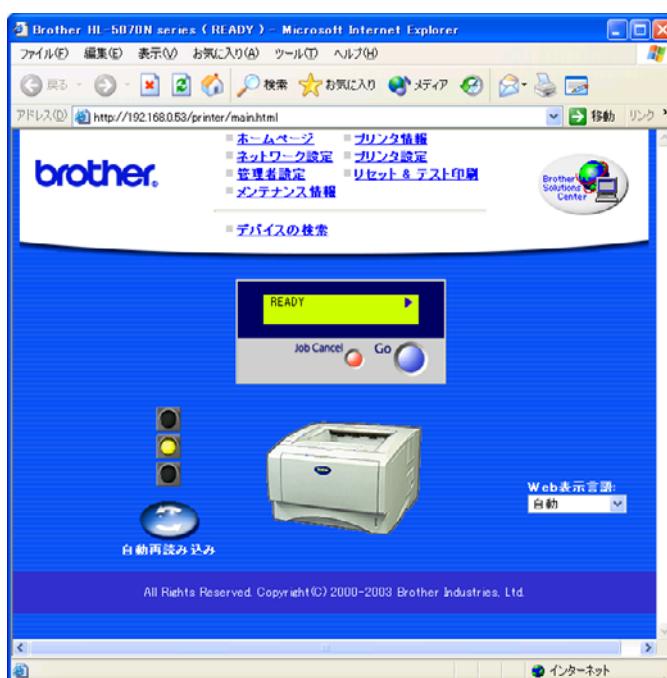 Brother HL-5070N series ( READY ) - Microsoft Internet Explorer
ファイル(F) 編集(E) 表示(V) お気に入り(A) ツール(T) ヘルプ(H)
戻る 検索 お気に入り メディア
アドレス(D) http://192.168.0.53/printer/main.html 移動 リンク
brother.
ホームページ プリンタ情報
ネットワーク設定 プリンタ設定
管理者設定 リセット & テスト印刷
メンテナンス情報
デバイスの検索
Brother
Solutions
Center
READY
Job Cancel Go
Web表示言語:
自動
自動再読み込み
All Rights Reserved. Copyright(C) 2000-2003 Brother Industries, Ltd.
インターネット